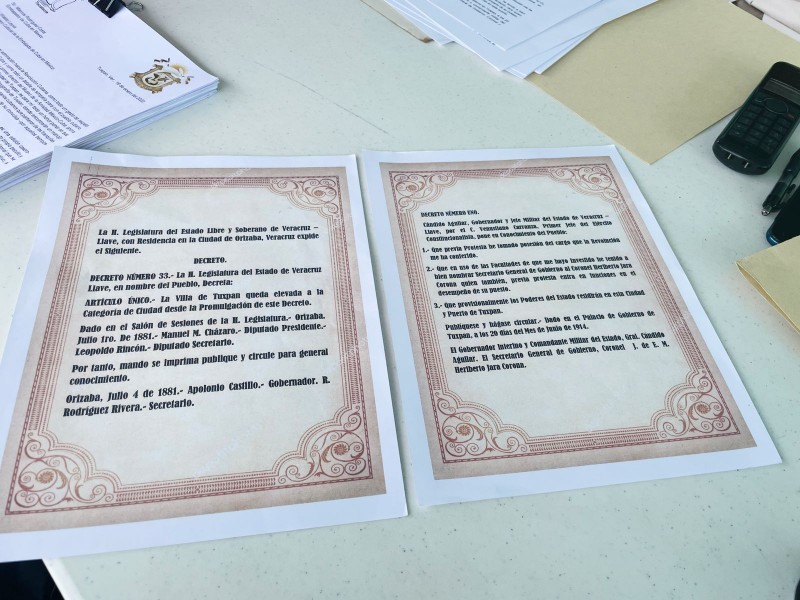 Tuxpan, Ver.
La H. Legislatura del Estado Libre y Soberano de Veracruz –
Llave, con Residencia en la Ciudad de Orizaba, Veracruz expide
el Siguiente.
DECRETO.
DECRETO NÚMERO 33.- La H. Legislatura del Estado de Veracruz
Llave, en nombre del Pueblo, Decreta:
ARTÍCULO ÚNICO.- La Villa de Tuxpan queda elevada a la
Categoría de Ciudad desde la Promulgación de este Decreto.
Dado en el Salón de Sesiones de la H. Legislatura.- Orizaba.
Julio 1ro. De 1881.- Manuel M. Cházaro.- Diputado Presidente.-
Leopoldo Rincón.- Diputado Secretario.
Por tanto, mando se imprima publique y circule para general
conocimiento.
Orizaba, Julio 4 de 1881.- Apolonio Castillo.- Gobernador. R.
Rodríguez Rivera.- Secretario.
DECRETO NÚMERO UNO.
Cándido Aguilar, Gobernador y Jefe Militar del Estado de Veracruz –
Llave, por el C. Venustiano Carranza, Primer Jefe del Ejército
Constitucionalista, pone en Conocimiento del Pueblo:
1.- Que previa Protesta he tomado posesión del cargo que la Revolución
me ha conferido.
2.- Que en uso de las Facultades de que me hayo investido he tenido a
bien nombrar Secretario General de Gobierno al Coronel Heriberto Jara
Corona quien también, previa protesta entra en funciones en el
desempeño de su puesto.
3.- Que provisionalmente los Poderes del Estado residirán en esta Ciudad
y Puerto de Tuxpan.
Publíquese y hágase circular.- Dado en el Palacio de Gobierno de
Tuxpan, a los 20 días del Mes de Junio de 1914.
El Gobernador Interino y Comandante Militar del Estado, Gral. Cándido
Aguilar. El Secretario General de Gobierno, Coronel J. de E. M.
Heriberto Jara Corona.